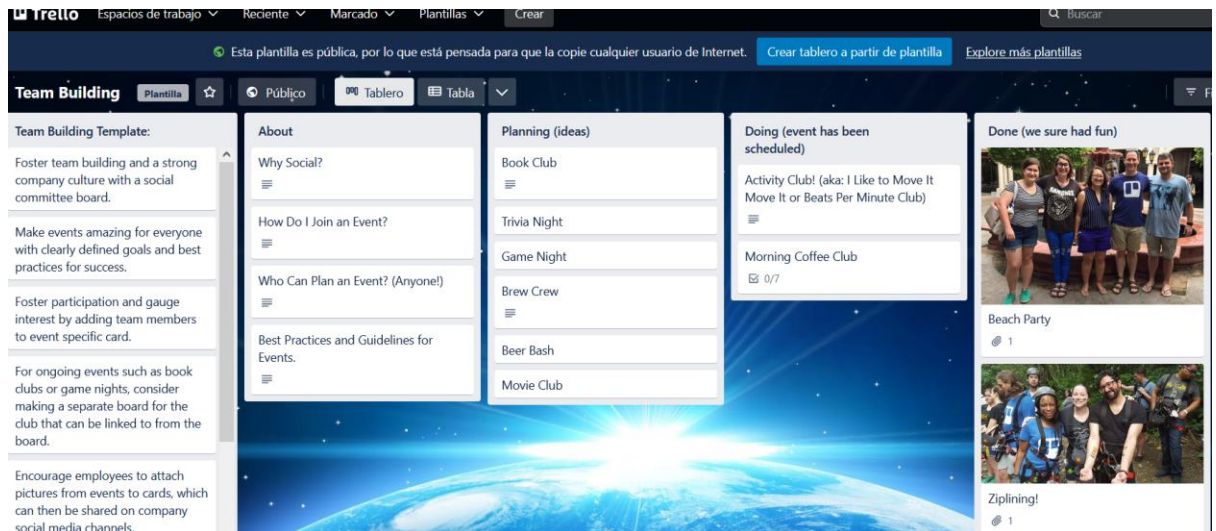 Trello Espacios de trabajo Reciente Marcado Plantillas Crear Buscar
Esta plantilla es pública, por lo que está pensada para que la copie cualquier usuario de Internet. Crear tablero a partir de plantilla Explore más plantillas
Team Building Plantilla Público Tablero Tabla
Team Building Template:
Foster team building and a strong
company culture with a social
committee board.
Make events amazing for everyone
with clearly defined goals and best
practices for success.
Foster participation and gauge
interest by adding team members
to event specific card.
For ongoing events such as book
clubs or game nights, consider
making a separate board for the
club that can be linked to from the
board.
Encourage employees to attach
pictures from events to cards, which
can then be shared on company
social media channels.
About
Why Social?
How Do I Join an Event?
Who Can Plan an Event? (Anyone!)
Best Practices and Guidelines for
Events.
Planning (ideas)
Book Club
Trivia Night
Game Night
Brew Crew
Beer Bash
Movie Club
Doing (event has been
scheduled)
Activity Club! (aka: I Like to Move It
Move It or Beats Per Minute Club)
Morning Coffee Club
0/7
Done (we sure had fun)
Beach Party
1
Ziplining!
1